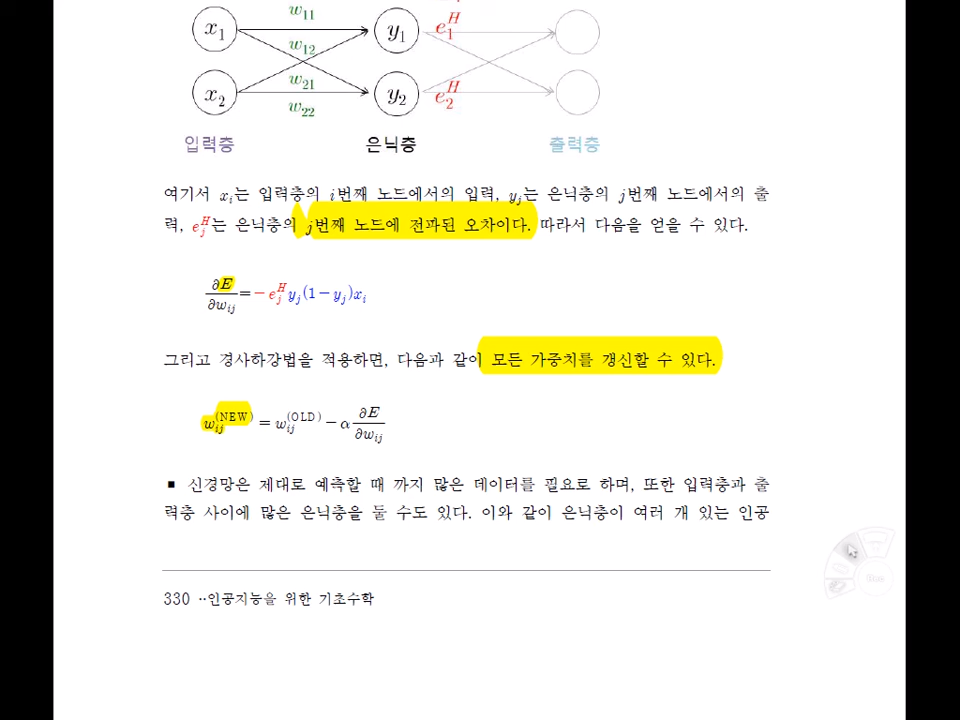 x₁ w₁₁ y₁ e₁ᴴ
w₁₂
x₂ w₂₁ y₂ e₂ᴴ
w₂₂
입력층 은닉층 출력층
여기서 xᵢ는 입력층의 i번째 노드에서의 입력, yⱼ는 은닉층의 j번째 노드에서의 출
력, eⱼᴴ는 은닉층의 j번째 노드에 전파된 오차이다. 따라서 다음을 얻을 수 있다.
∂E/∂wᵢⱼ = −eⱼᴴ yⱼ(1−yⱼ)xᵢ
그리고 경사하강법을 적용하면, 다음과 같이 모든 가중치를 갱신할 수 있다.
wᵢⱼ^(NEW) = wᵢⱼ^(OLD) − α ∂E/∂wᵢⱼ
■ 신경망은 제대로 예측할 때 까지 많은 데이터를 필요로 하며, 또한 입력층과 출
력층 사이에 많은 은닉층을 둘 수도 있다. 이와 같이 은닉층이 여러 개 있는 인공
330 ··인공지능을 위한 기초수학